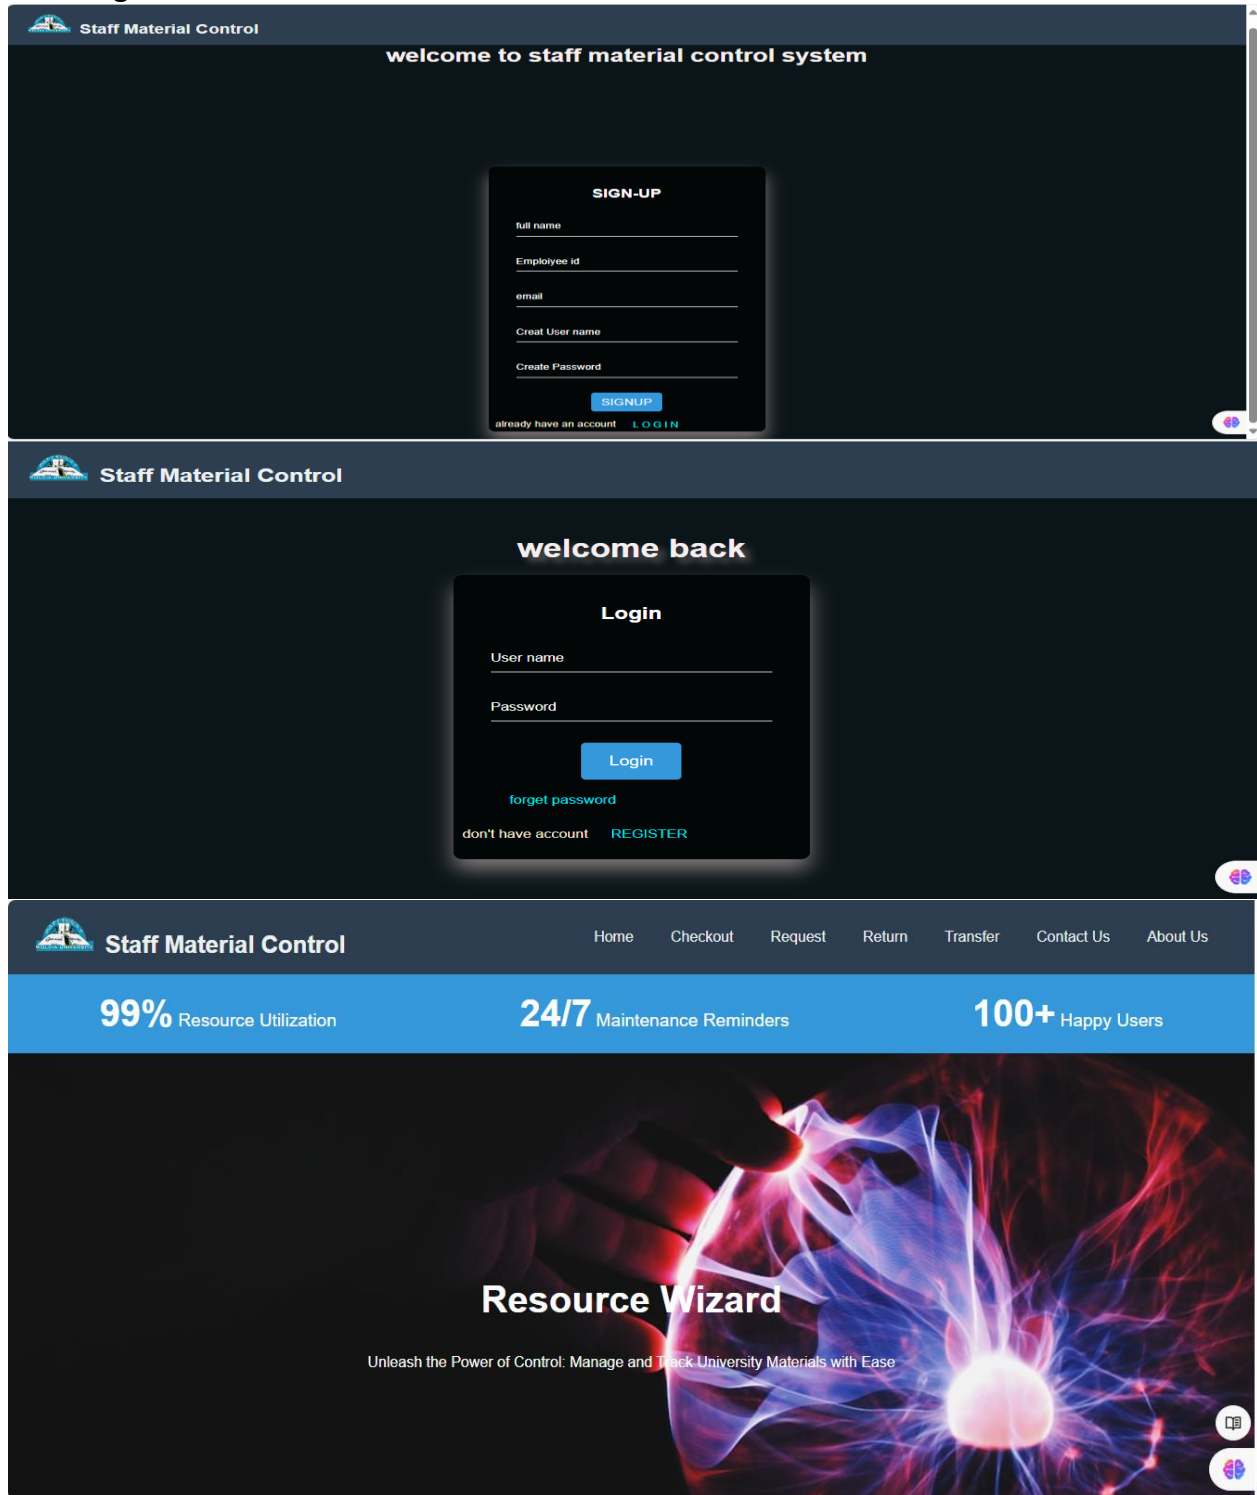 Staff Material Control
welcome to staff material control system
SIGN-UP
full name
Emploiyee id
email
Creat User name
Create Password
SIGNUP
already have an account LOGIN
Staff Material Control
welcome back
Login
User name
Password
Login
forget password
don't have account REGISTER
Staff Material Control Home Checkout Request Return Transfer Contact Us About Us
99% Resource Utilization 24/7 Maintenance Reminders 100+ Happy Users
Resource Wizard
Unleash the Power of Control: Manage and Track University Materials with Ease